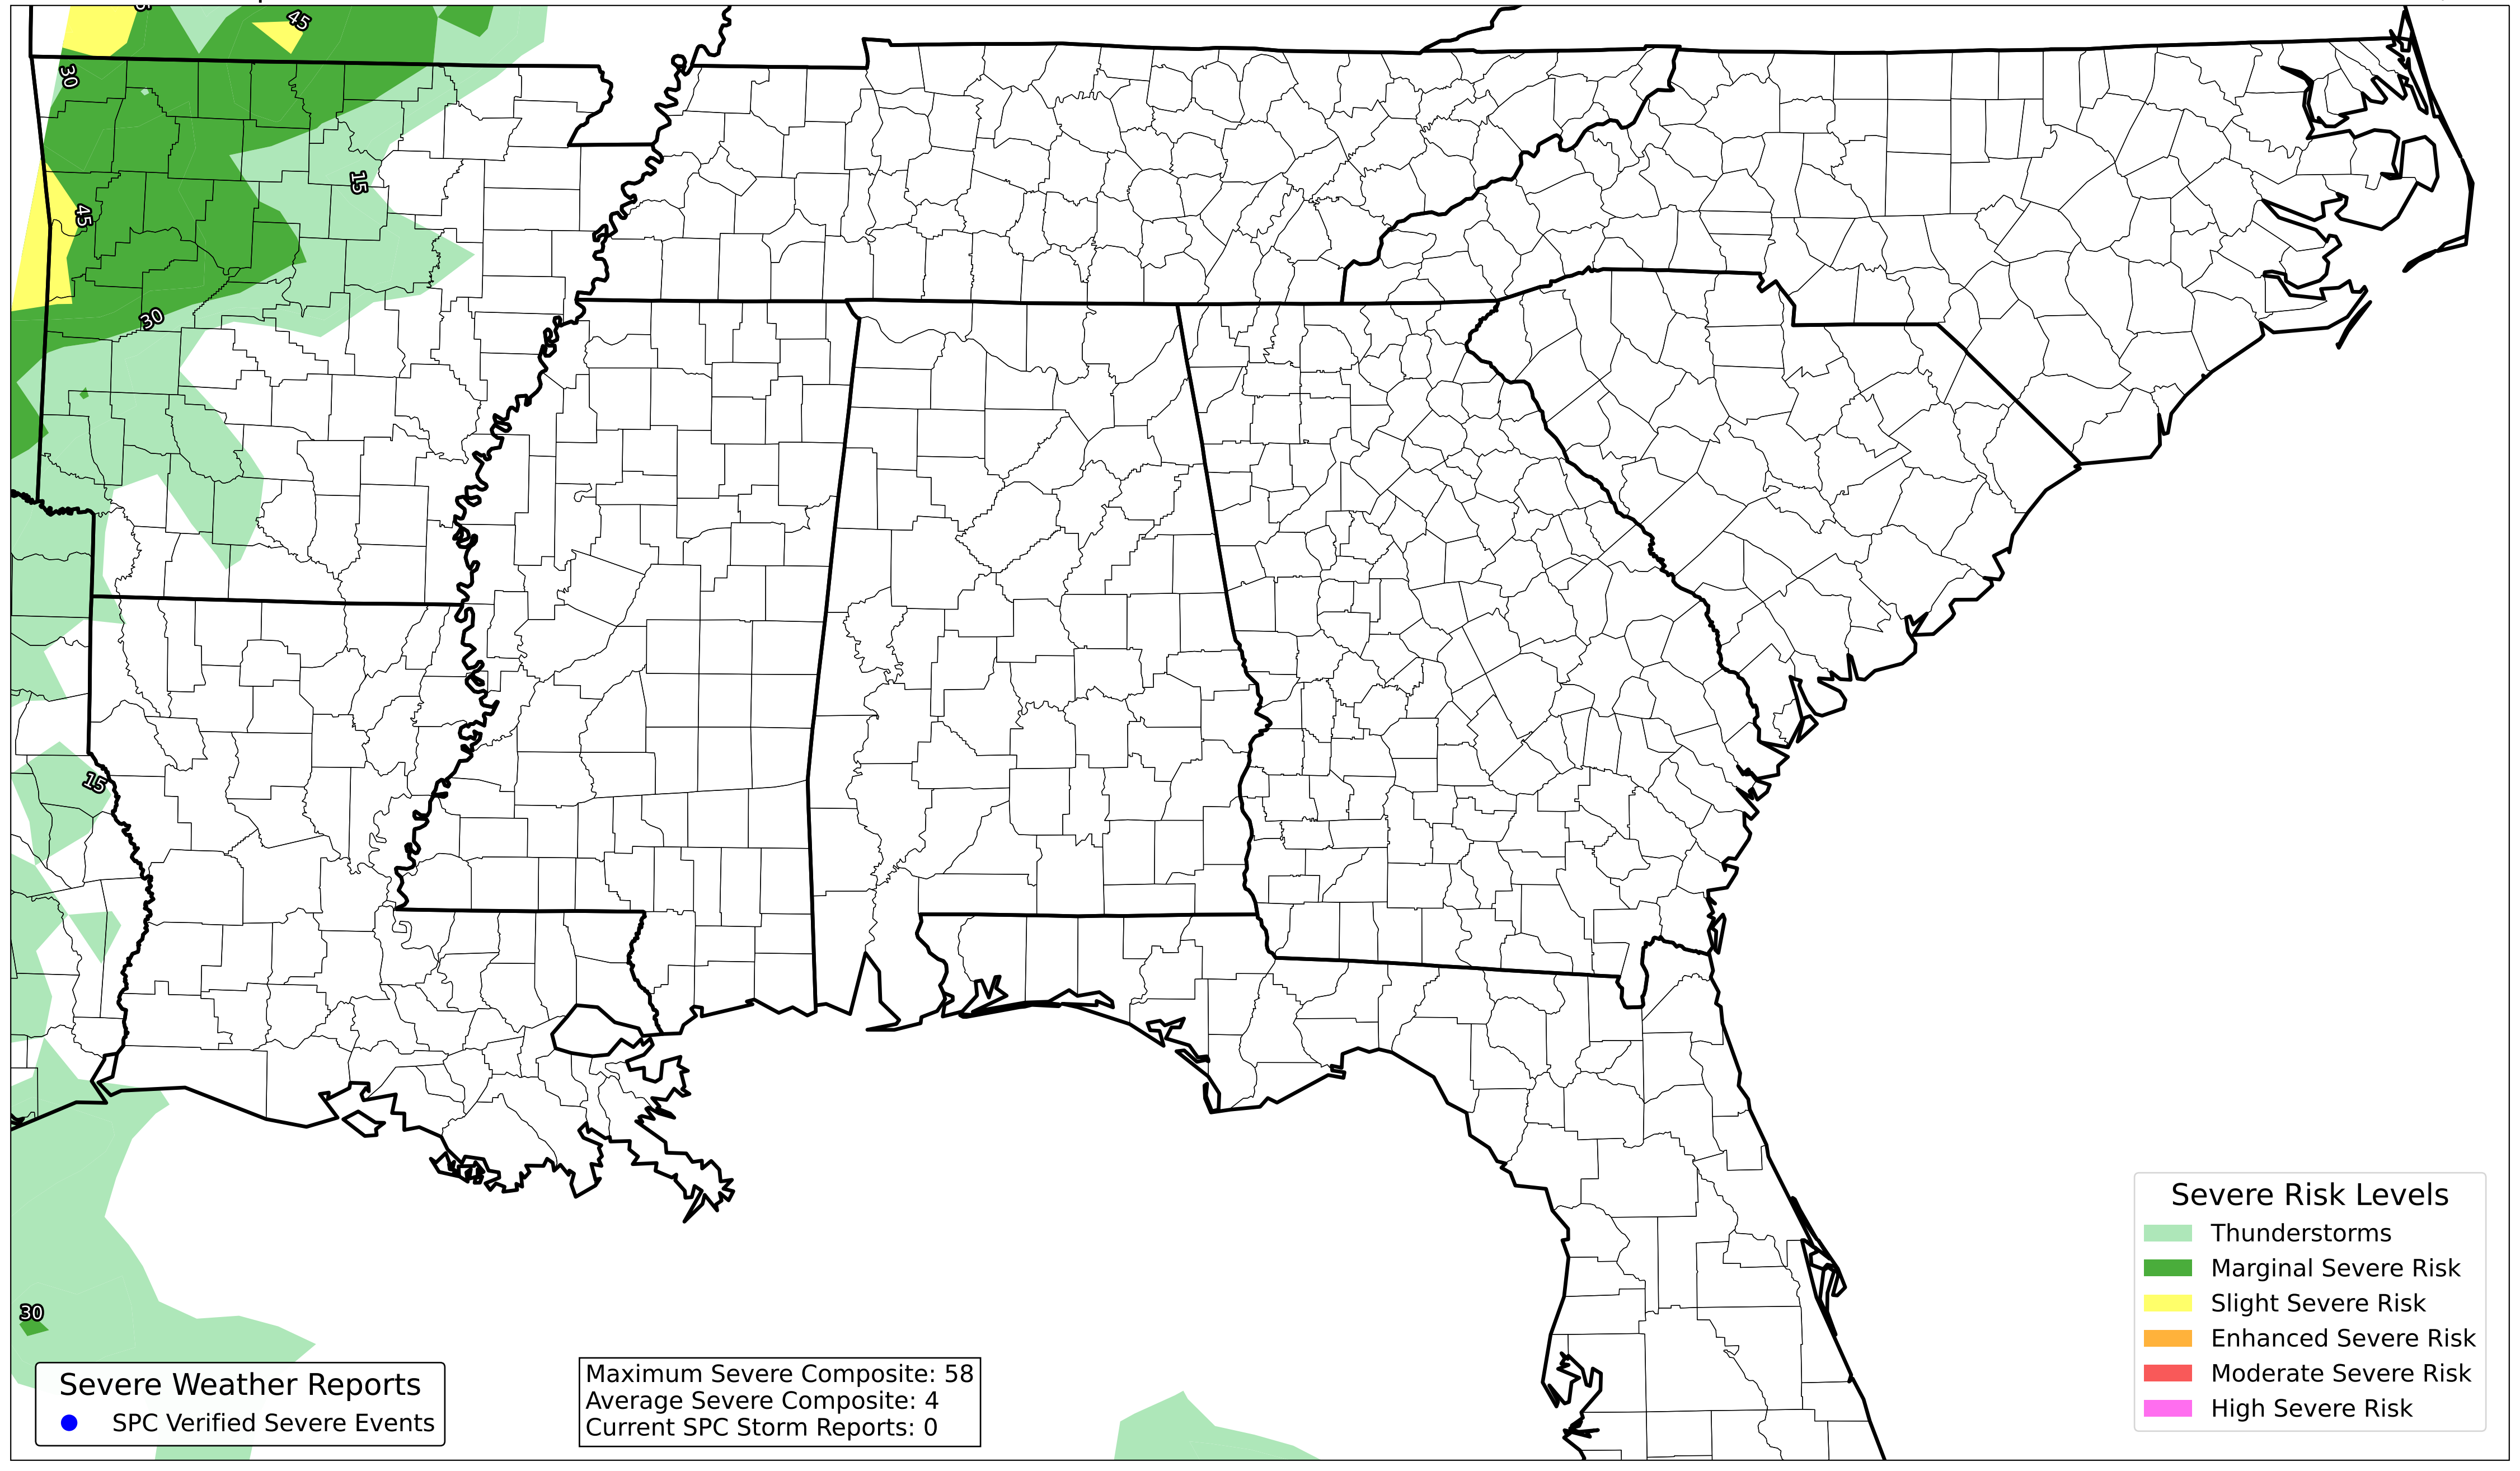 45
30
15
45
30
15
30
Severe Risk Levels
Thunderstorms
Marginal Severe Risk
Slight Severe Risk
Enhanced Severe Risk
Moderate Severe Risk
High Severe Risk
Severe Weather Reports
SPC Verified Severe Events
Maximum Severe Composite: 58
Average Severe Composite: 4
Current SPC Storm Reports: 0